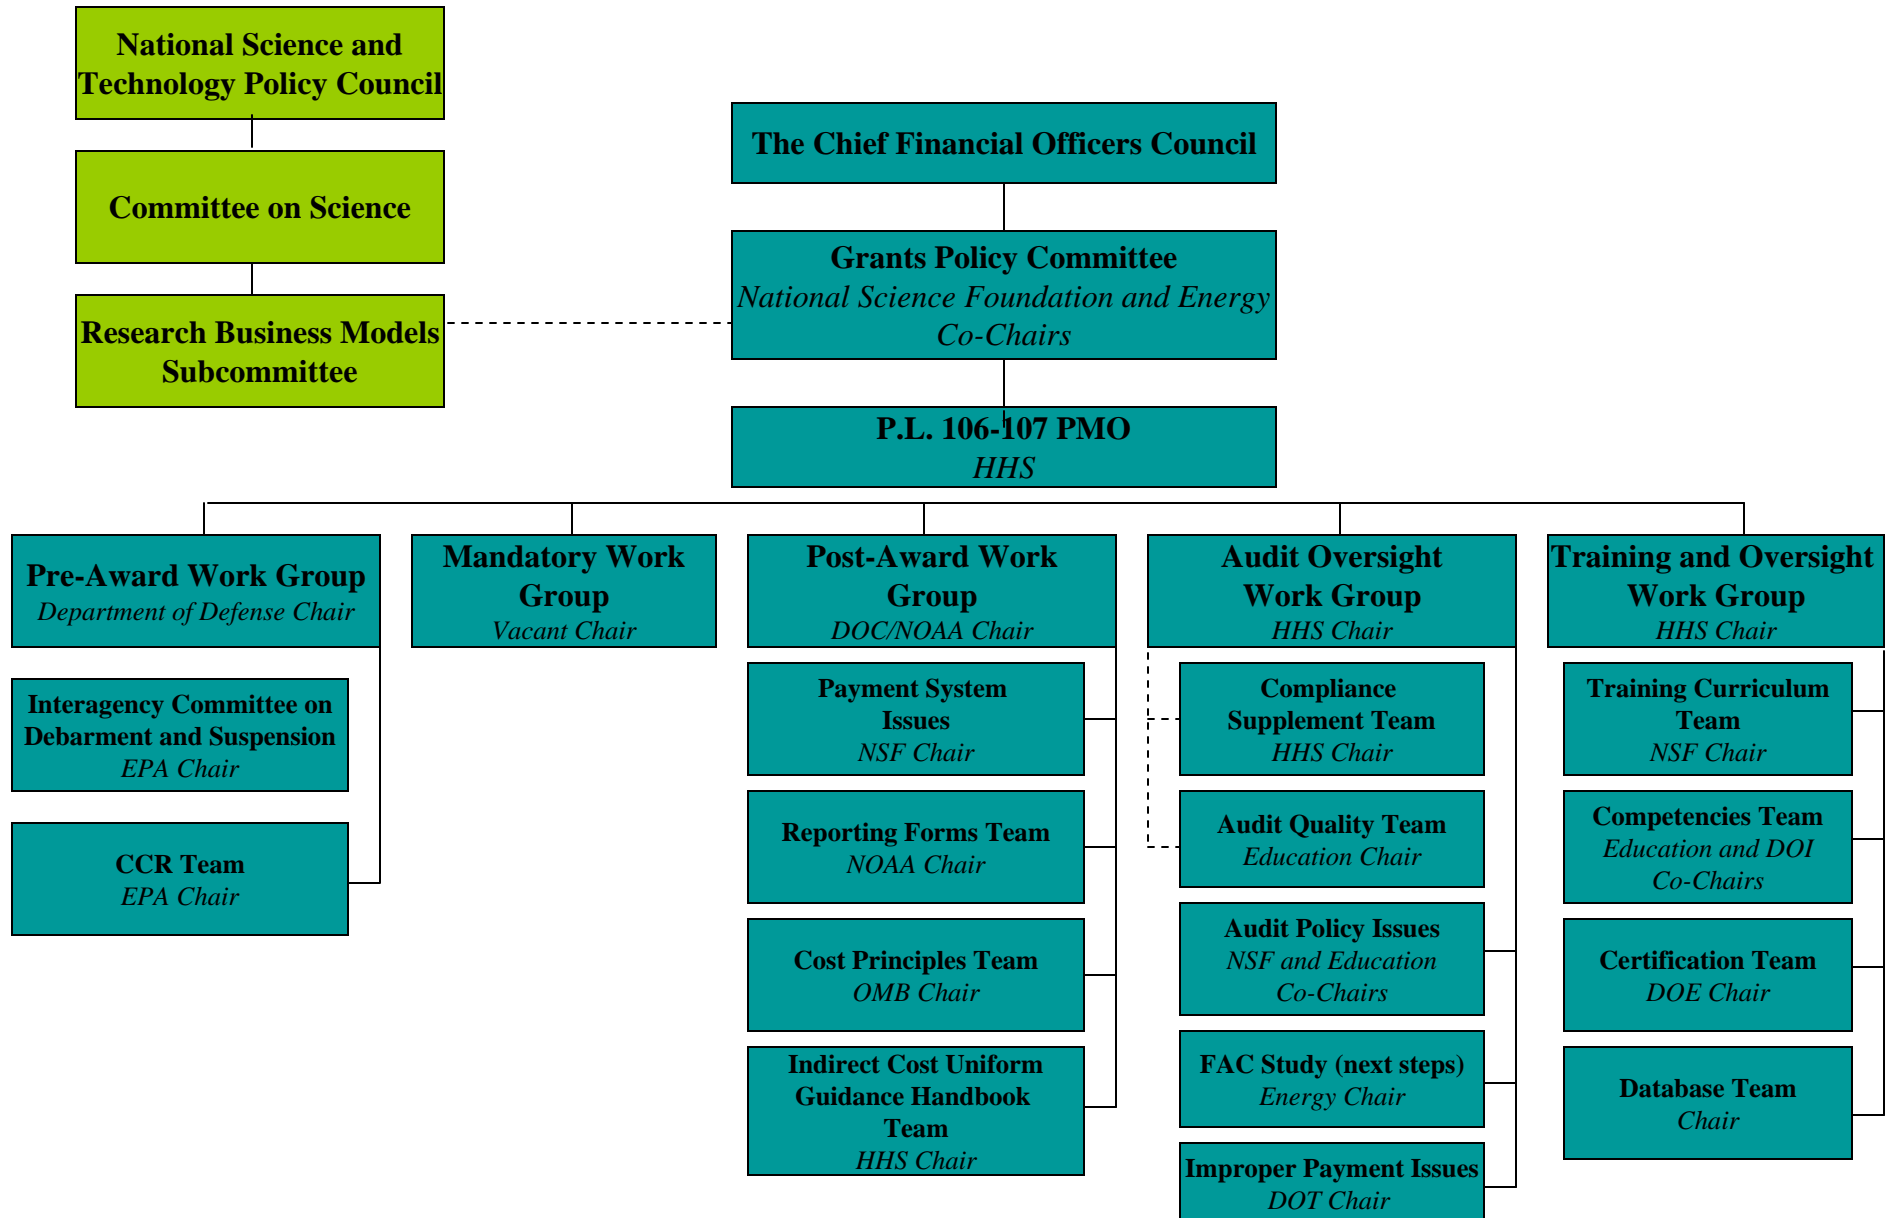 National Science and
Technology Policy Council
Committee on Science
Research Business Models
Subcommittee
The Chief Financial Officers Council
Grants Policy Committee
National Science Foundation and Energy
Co-Chairs
P.L. 106-107 PMO
HHS
Pre-Award Work Group
Department of Defense Chair
Interagency Committee on
Debarment and Suspension
EPA Chair
CCR Team
EPA Chair
Mandatory Work
Group
Vacant Chair
Post-Award Work
Group
DOC/NOAA Chair
Payment System
Issues
NSF Chair
Reporting Forms Team
NOAA Chair
Cost Principles Team
OMB Chair
Indirect Cost Uniform
Guidance Handbook
Team
HHS Chair
Audit Oversight
Work Group
HHS Chair
Compliance
Supplement Team
HHS Chair
Audit Quality Team
Education Chair
Audit Policy Issues
NSF and Education
Co-Chairs
FAC Study (next steps)
Energy Chair
Improper Payment Issues
DOT Chair
Training and Oversight
Work Group
HHS Chair
Training Curriculum
Team
NSF Chair
Competencies Team
Education and DOI
Co-Chairs
Certification Team
DOE Chair
Database Team
Chair